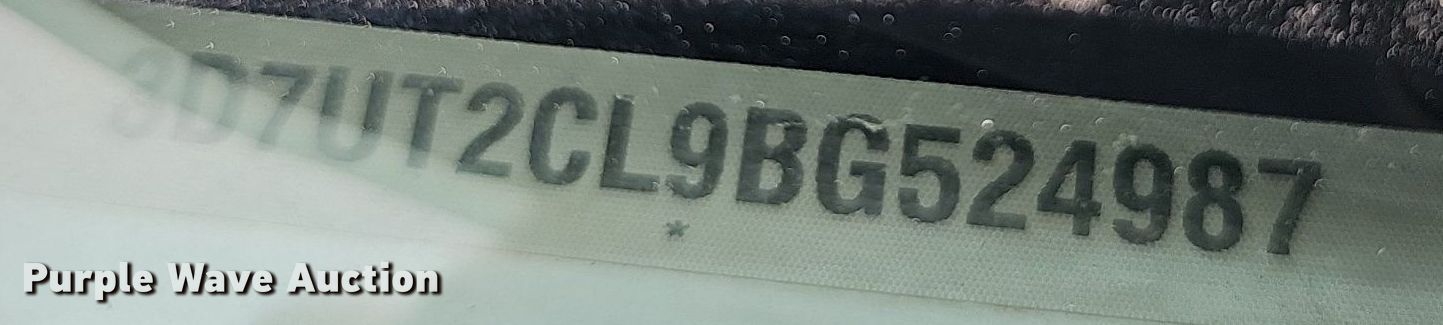 3D7UT2CL9BG524987
*
Purple Wave Auction